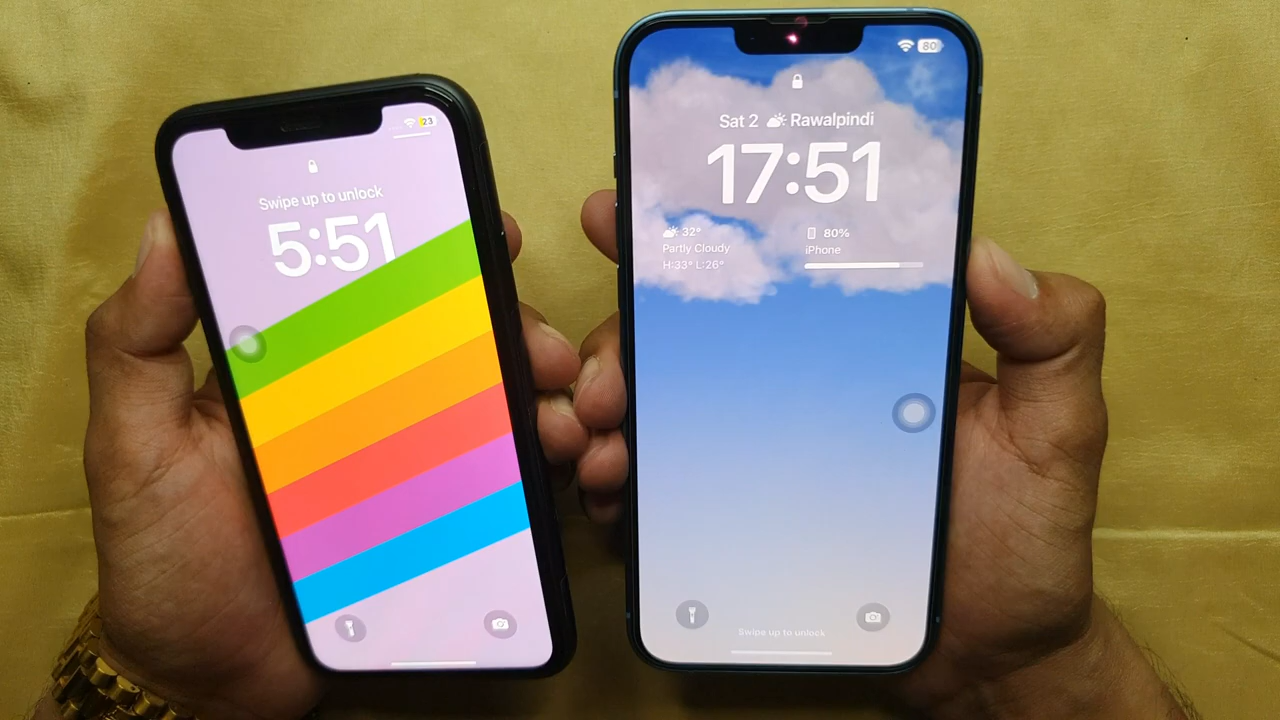 23
Swipe up to unlock
5:51
80
Sat 2 Rawalpindi
17:51
32°
Partly Cloudy
H:33° L:26°
80%
iPhone
Swipe up to unlock